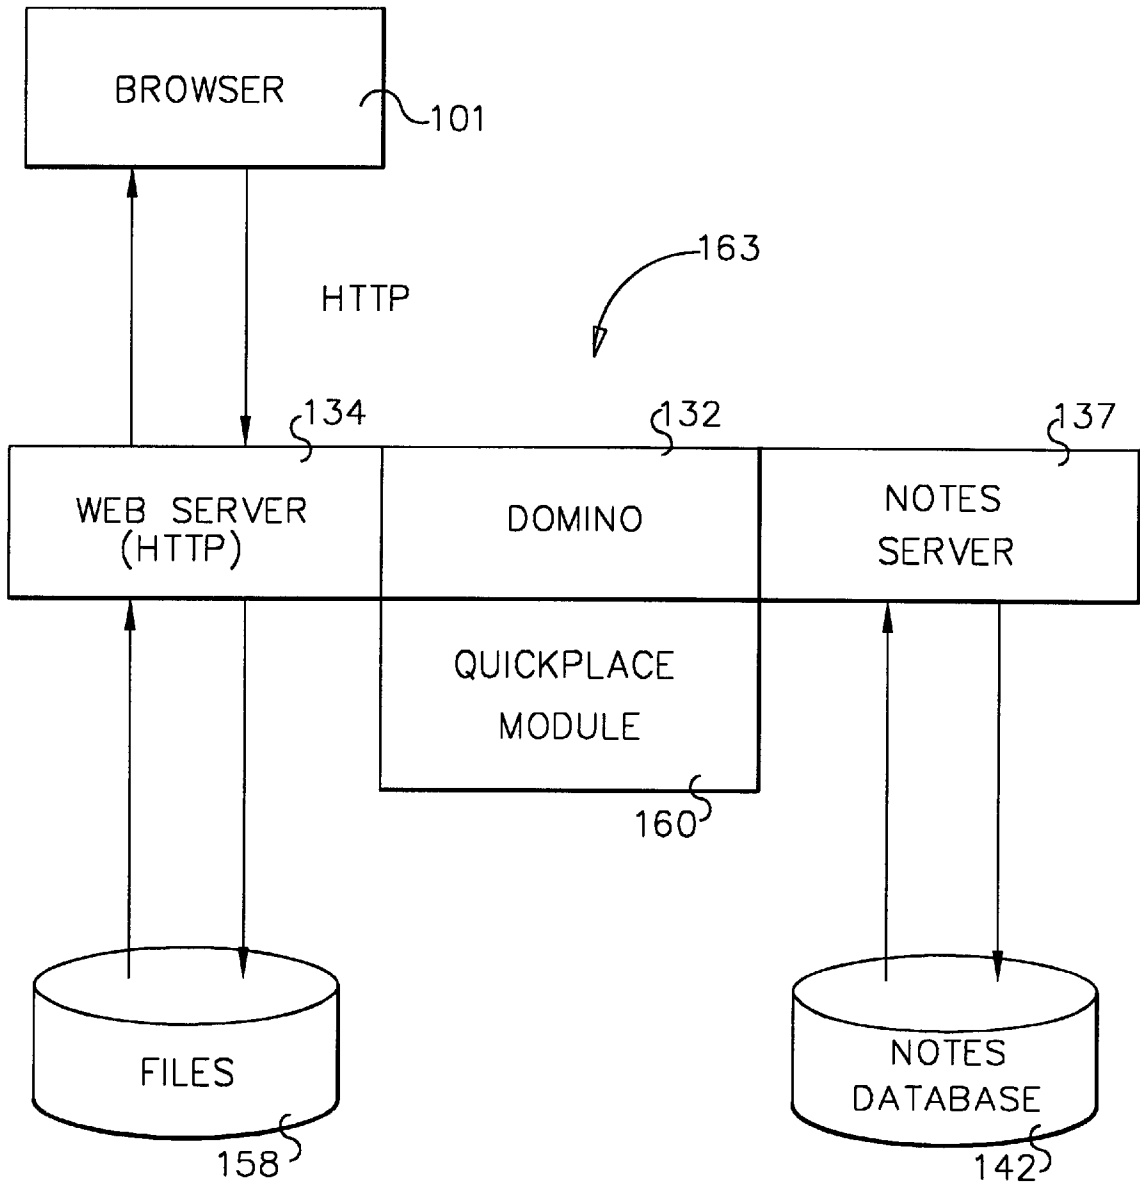 BROWSER
101
163
HTTP
134
132
137
WEB SERVER
(HTTP)
DOMINO
NOTES
SERVER
QUICKPLACE
MODULE
160
FILES
NOTES
DATABASE
158
142